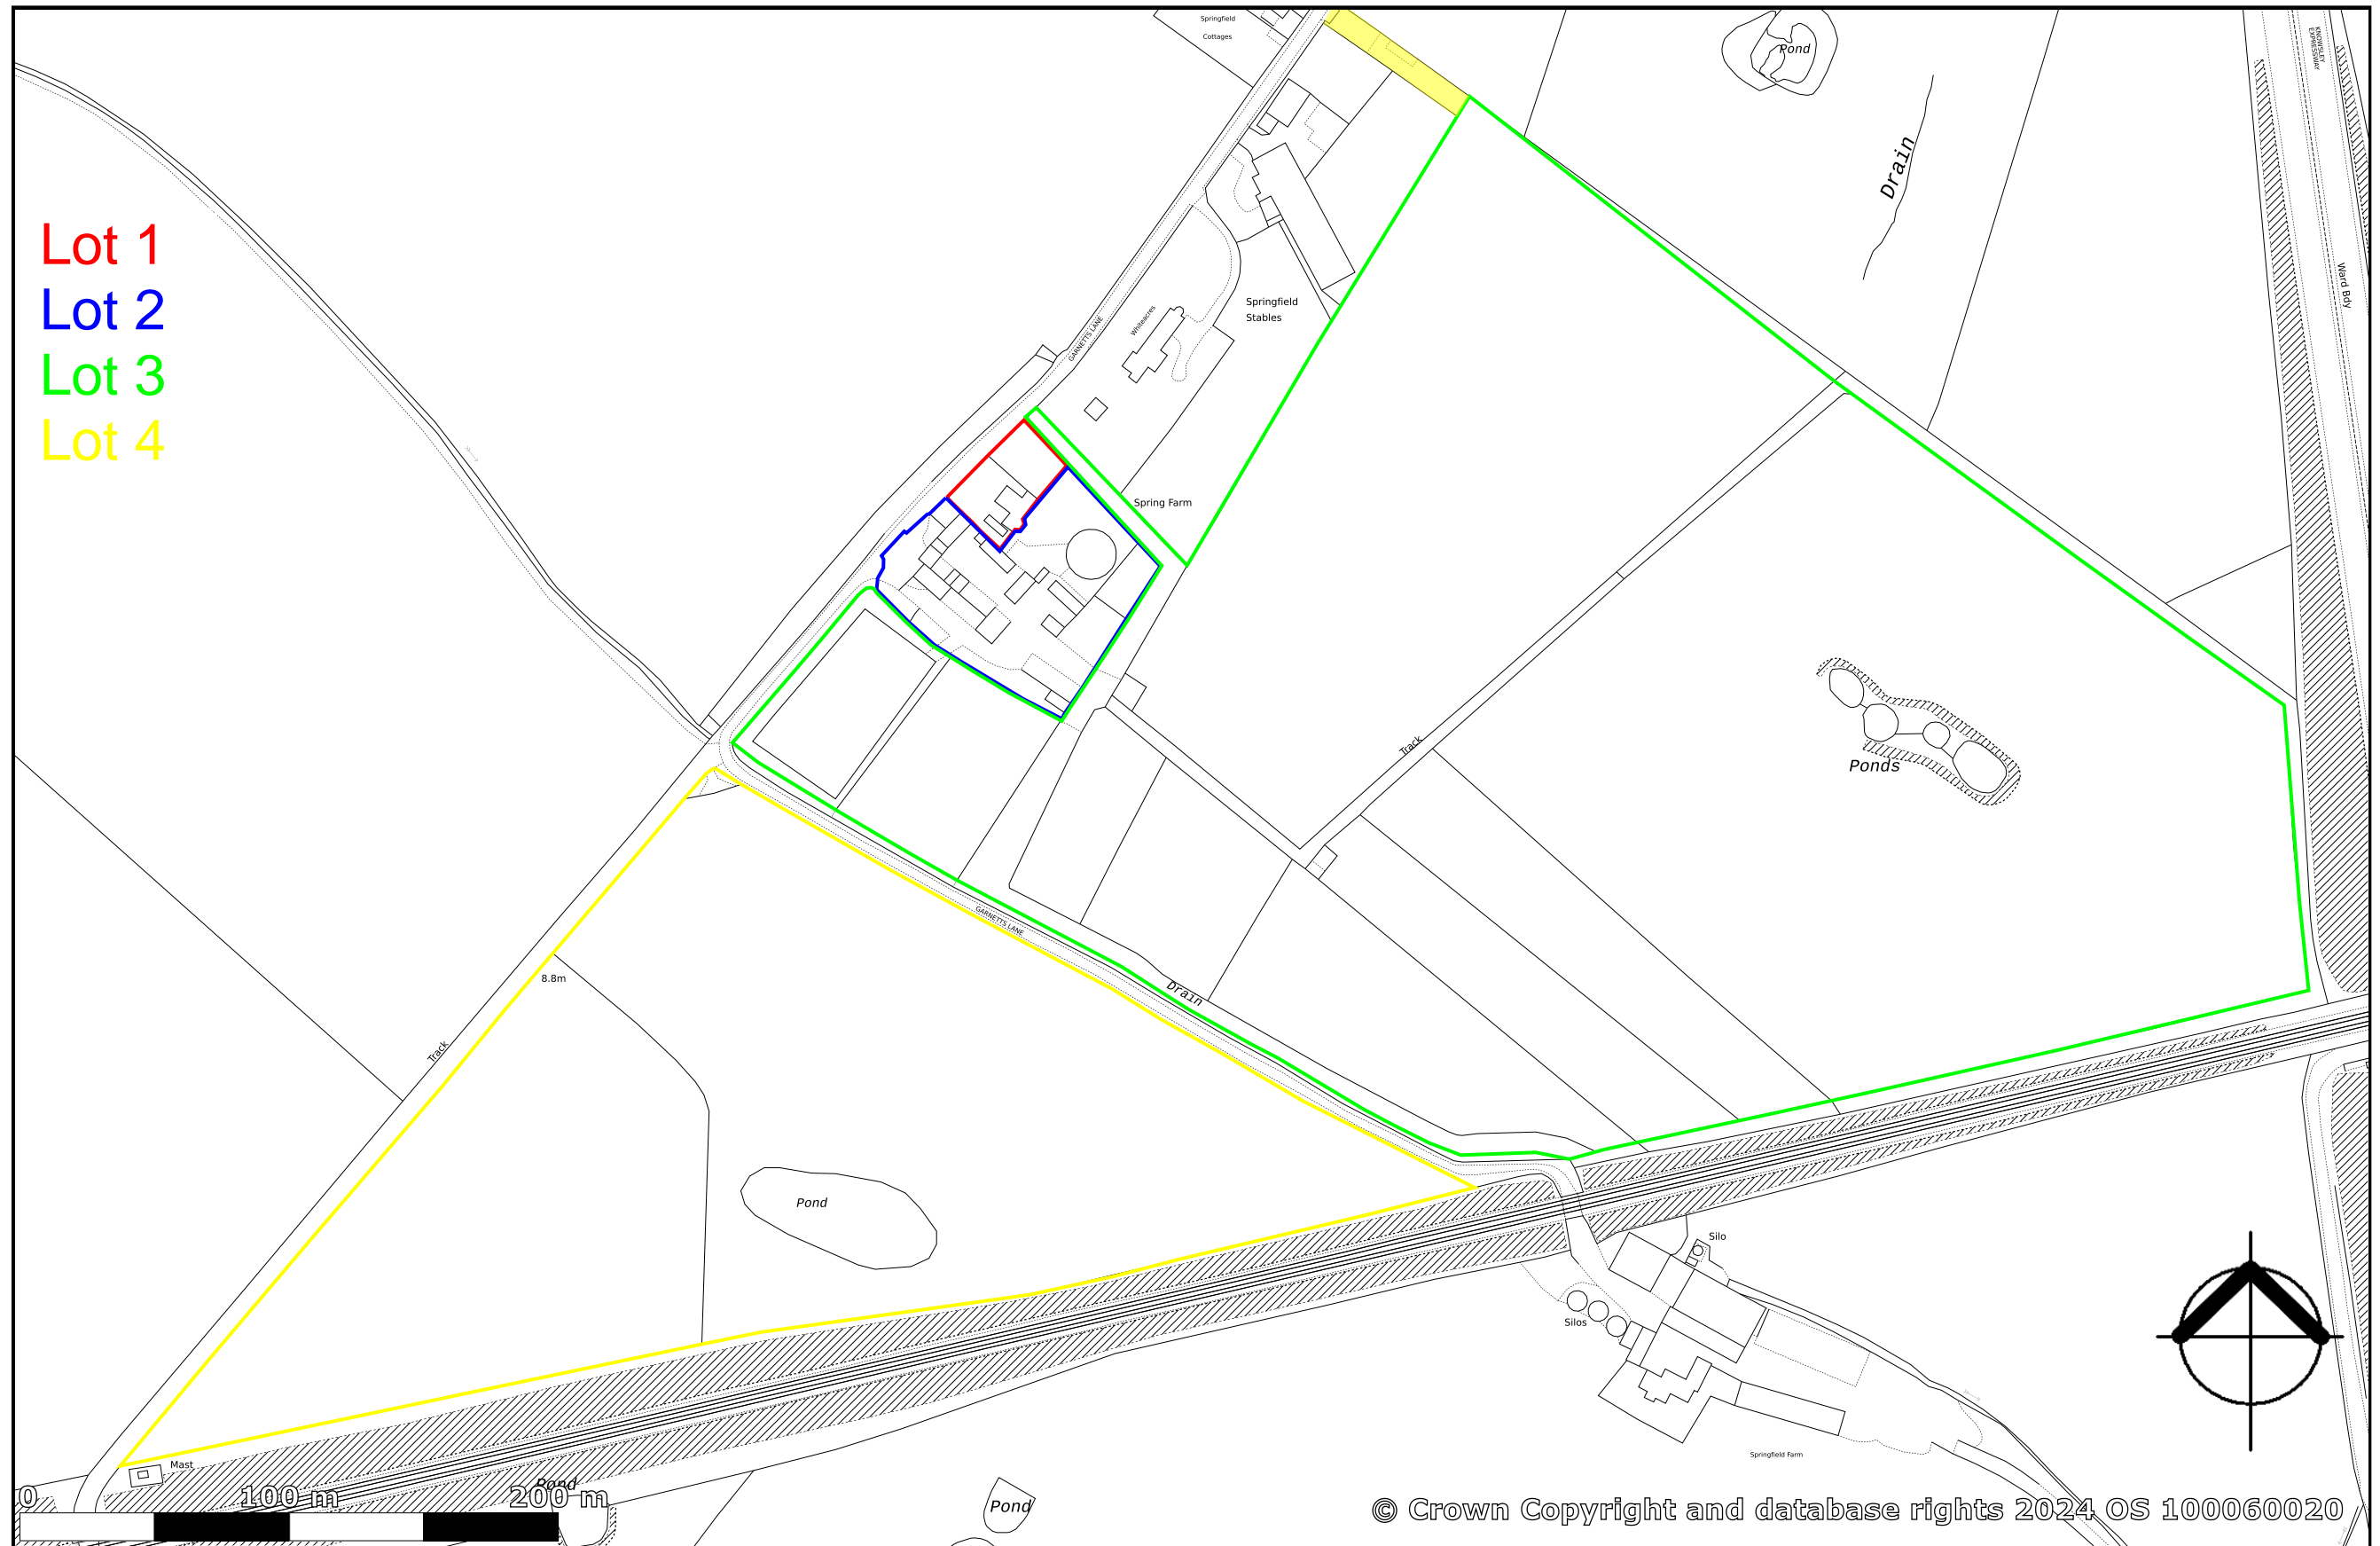 Springfield
Cottages
Pond
KNOWSLEY
EXPRESSWAY
Drain
Lot 1
Lot 2
Lot 3
Lot 4
Ward Bdy
Springfield
Stables
Whiteacres
GARNETTS LANE
Spring Farm
Track
Ponds
GARNETTS LANE
8.8m
Drain
Track
Pond
Silo
Silos
Springfield Farm
Mast
Pond
0 100 m 200 m
Pond
© Crown Copyright and database rights 2024 OS 100060020